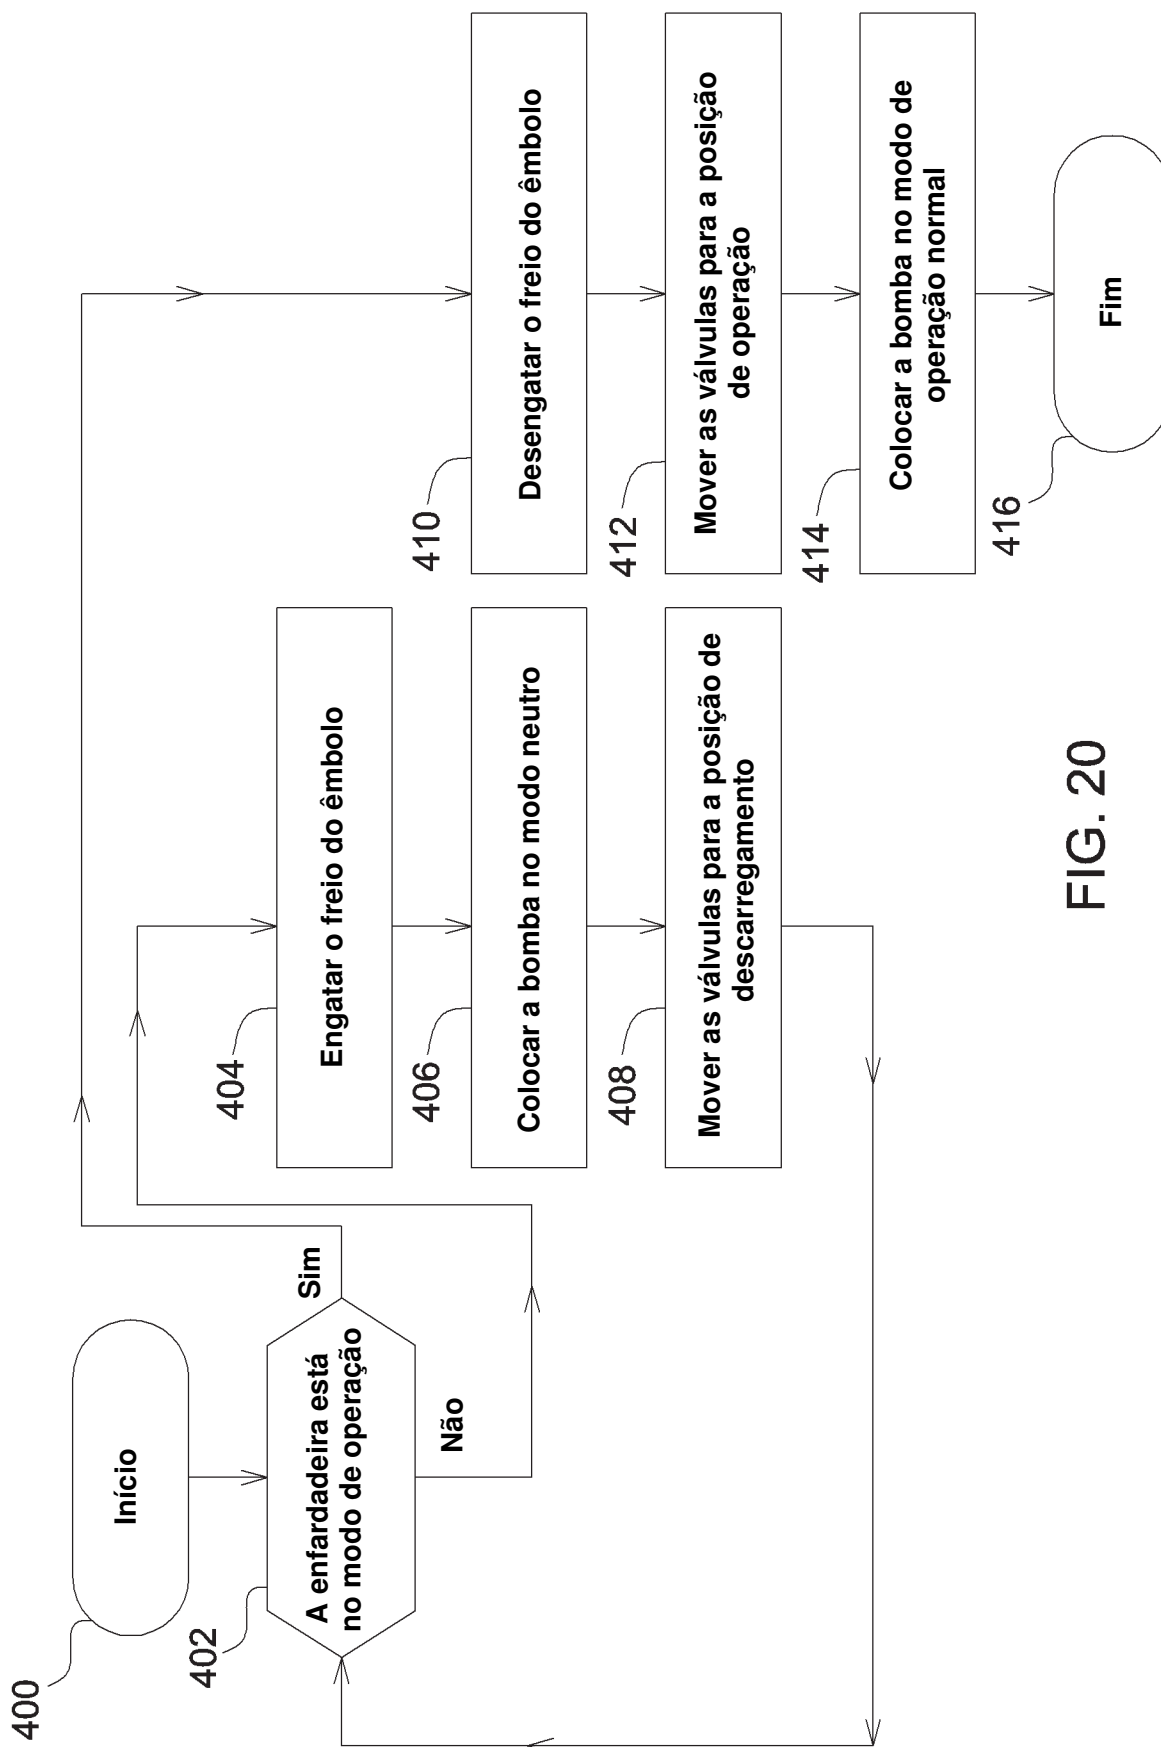 400
Início
402
A enfardadeira está
no modo de operação
Sim
Não
404
Engatar o freio do êmbolo
406
Colocar a bomba no modo neutro
408
Mover as válvulas para a posição de
descarregamento
410
Desengatar o freio do êmbolo
412
Mover as válvulas para a posição
de operação
414
Colocar a bomba no modo de
operação normal
416
Fim
FIG. 20